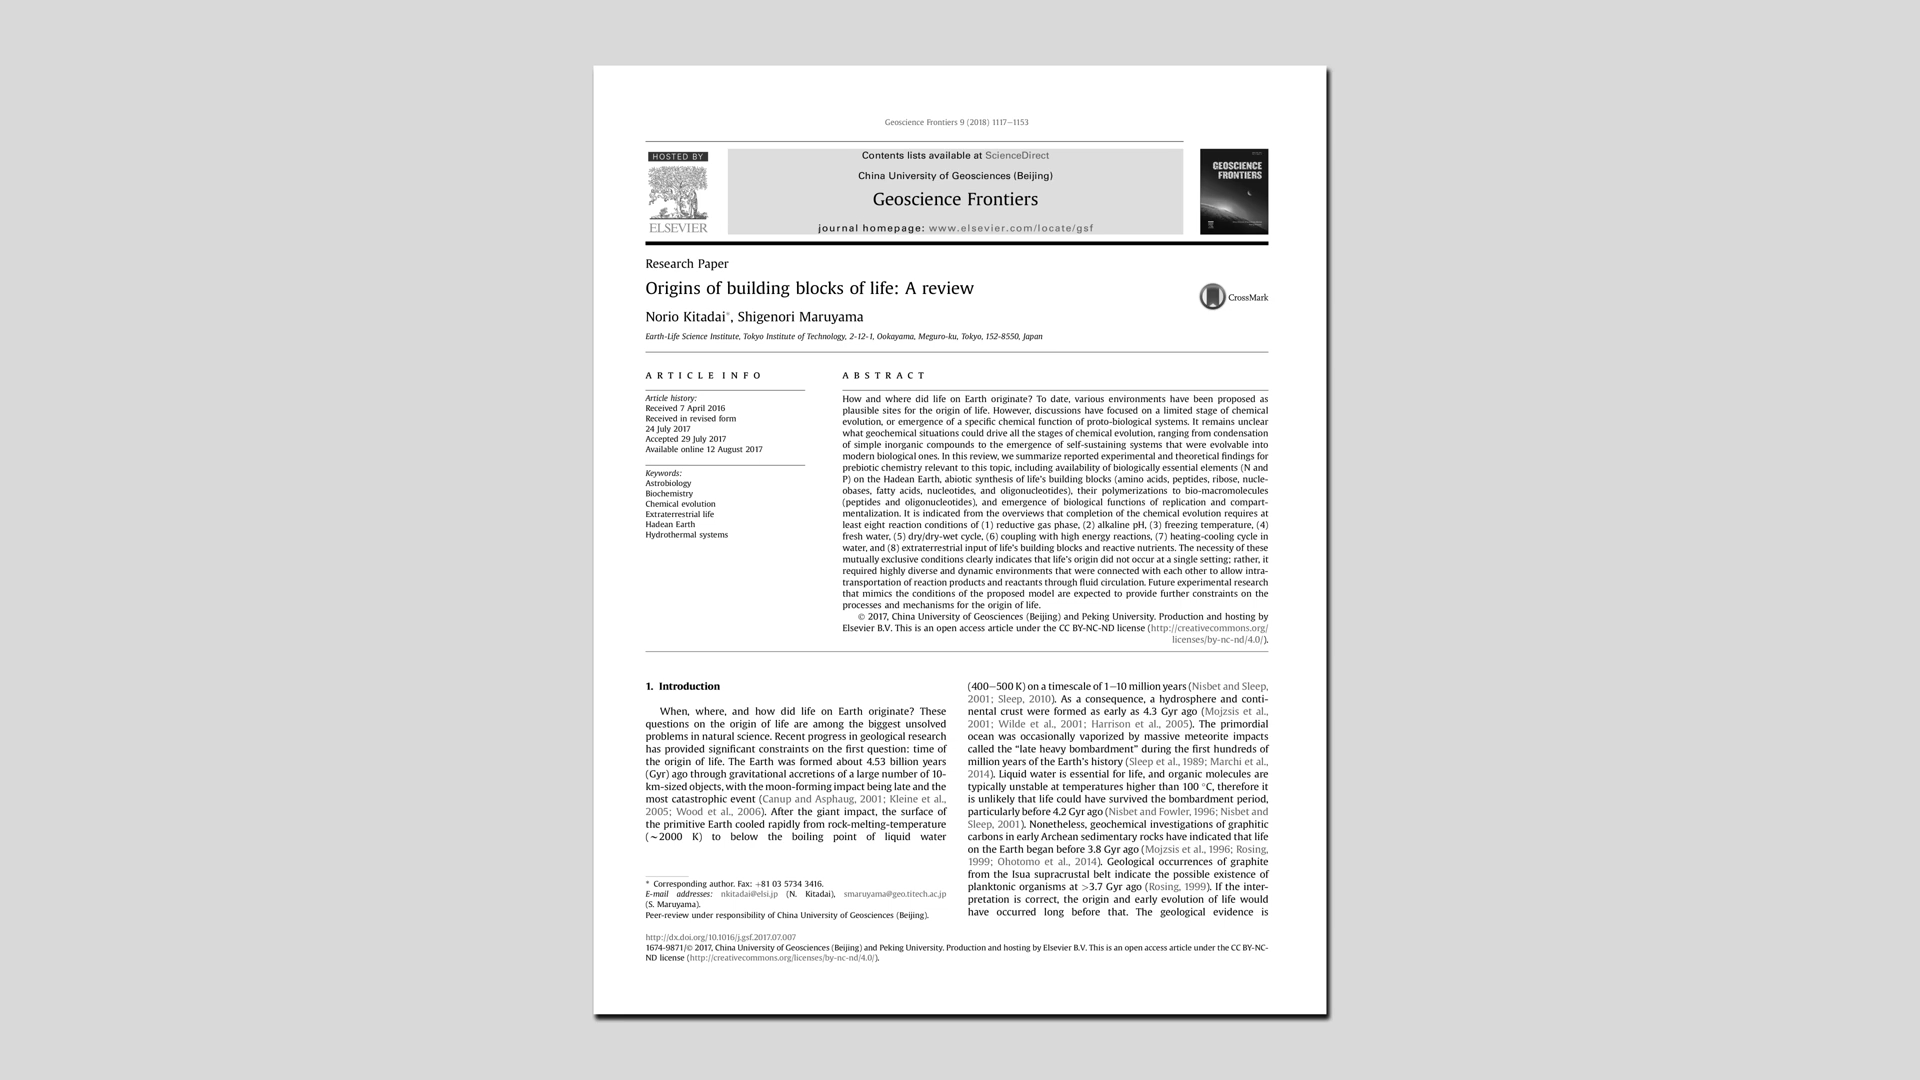 Geoscience Frontiers 9 (2018) 1117–1153
HOSTED BY
ELSEVIER
Contents lists available at ScienceDirect
China University of Geosciences (Beijing)
Geoscience Frontiers
journal homepage: www.elsevier.com/locate/gsf
GEOSCIENCE
FRONTIERS
Research Paper
Origins of building blocks of life: A review
CrossMark
Norio Kitadai*, Shigenori Maruyama
Earth-Life Science Institute, Tokyo Institute of Technology, 2-12-1, Ookayama, Meguro-ku, Tokyo, 152-8550, Japan
ARTICLE INFO
Article history:
Received 7 April 2016
Received in revised form
24 July 2017
Accepted 29 July 2017
Available online 12 August 2017
Keywords:
Astrobiology
Biochemistry
Chemical evolution
Extraterrestrial life
Hadean Earth
Hydrothermal systems
ABSTRACT
How and where did life on Earth originate? To date, various environments have been proposed as
plausible sites for the origin of life. However, discussions have focused on a limited stage of chemical
evolution, or emergence of a specific chemical function of proto-biological systems. It remains unclear
what geochemical situations could drive all the stages of chemical evolution, ranging from condensation
of simple inorganic compounds to the emergence of self-sustaining systems that were evolvable into
modern biological ones. In this review, we summarize reported experimental and theoretical findings for
prebiotic chemistry relevant to this topic, including availability of biologically essential elements (N and
P) on the Hadean Earth, abiotic synthesis of life's building blocks (amino acids, peptides, ribose, nucle-
obases, fatty acids, nucleotides, and oligonucleotides), their polymerizations to bio-macromolecules
(peptides and oligonucleotides), and emergence of biological functions of replication and compart-
mentalization. It is indicated from the overviews that completion of the chemical evolution requires at
least eight reaction conditions of (1) reductive gas phase, (2) alkaline pH, (3) freezing temperature, (4)
fresh water, (5) dry/dry-wet cycle, (6) coupling with high energy reactions, (7) heating-cooling cycle in
water, and (8) extraterrestrial input of life's building blocks and reactive nutrients. The necessity of these
mutually exclusive conditions clearly indicates that life's origin did not occur at a single setting; rather, it
required highly diverse and dynamic environments that were connected with each other to allow intra-
transportation of reaction products and reactants through fluid circulation. Future experimental research
that mimics the conditions of the proposed model are expected to provide further constraints on the
processes and mechanisms for the origin of life.
© 2017, China University of Geosciences (Beijing) and Peking University. Production and hosting by
Elsevier B.V. This is an open access article under the CC BY-NC-ND license (http://creativecommons.org/
licenses/by-nc-nd/4.0/).
1. Introduction
When, where, and how did life on Earth originate? These
questions on the origin of life are among the biggest unsolved
problems in natural science. Recent progress in geological research
has provided significant constraints on the first question: time of
the origin of life. The Earth was formed about 4.53 billion years
(Gyr) ago through gravitational accretions of a large number of 10-
km-sized objects, with the moon-forming impact being late and the
most catastrophic event (Canup and Asphaug, 2001; Kleine et al.,
2005; Wood et al., 2006). After the giant impact, the surface of
the primitive Earth cooled rapidly from rock-melting-temperature
(~2000 K) to below the boiling point of liquid water
* Corresponding author. Fax: +81 03 5734 3416.
E-mail addresses: nkitadai@elsi.jp (N. Kitadai), smaruyama@geo.titech.ac.jp
(S. Maruyama).
Peer-review under responsibility of China University of Geosciences (Beijing).
(400–500 K) on a timescale of 1–10 million years (Nisbet and Sleep,
2001; Sleep, 2010). As a consequence, a hydrosphere and conti-
nental crust were formed as early as 4.3 Gyr ago (Mojzsis et al.,
2001; Wilde et al., 2001; Harrison et al., 2005). The primordial
ocean was occasionally vaporized by massive meteorite impacts
called the “late heavy bombardment” during the first hundreds of
million years of the Earth's history (Sleep et al., 1989; Marchi et al.,
2014). Liquid water is essential for life, and organic molecules are
typically unstable at temperatures higher than 100 °C, therefore it
is unlikely that life could have survived the bombardment period,
particularly before 4.2 Gyr ago (Nisbet and Fowler, 1996; Nisbet and
Sleep, 2001). Nonetheless, geochemical investigations of graphitic
carbons in early Archean sedimentary rocks have indicated that life
on the Earth began before 3.8 Gyr ago (Mojzsis et al., 1996; Rosing,
1999; Ohotomo et al., 2014). Geological occurrences of graphite
from the Isua supracrustal belt indicate the possible existence of
planktonic organisms at >3.7 Gyr ago (Rosing, 1999). If the inter-
pretation is correct, the origin and early evolution of life would
have occurred long before that. The geological evidence is
http://dx.doi.org/10.1016/j.gsf.2017.07.007
1674-9871/© 2017, China University of Geosciences (Beijing) and Peking University. Production and hosting by Elsevier B.V. This is an open access article under the CC BY-NC-
ND license (http://creativecommons.org/licenses/by-nc-nd/4.0/).